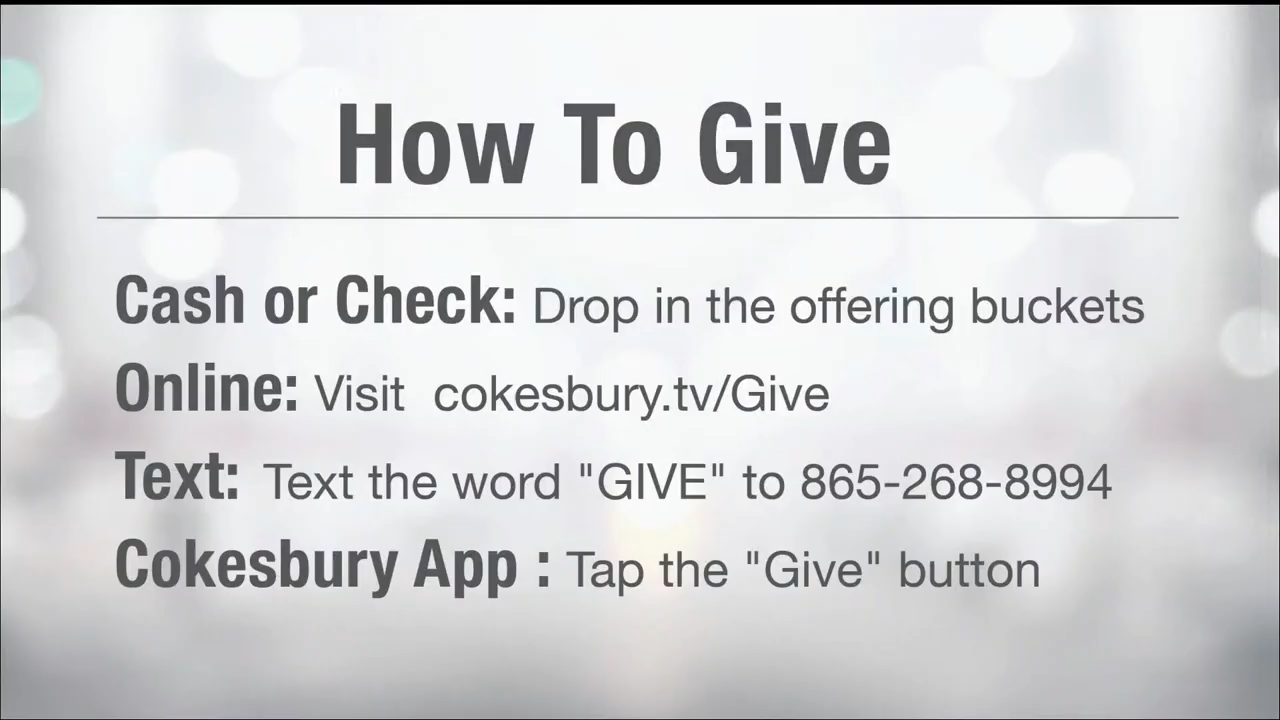 How To Give
Cash or Check: Drop in the offering buckets
Online: Visit cokesbury.tv/Give
Text: Text the word "GIVE" to 865-268-8994
Cokesbury App : Tap the "Give" button